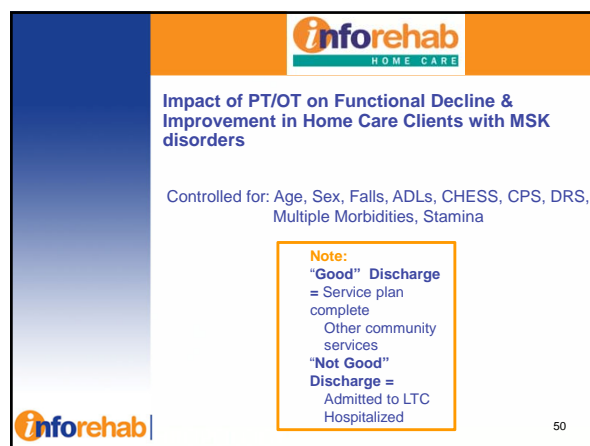 inforehab
HOME CARE
Impact of PT/OT on Functional Decline &
Improvement in Home Care Clients with MSK
disorders
Controlled for: Age, Sex, Falls, ADLs, CHESS, CPS, DRS,
Multiple Morbidities, Stamina
Note:
“Good” Discharge
= Service plan
complete
Other community
services
“Not Good”
Discharge =
Admitted to LTC
Hospitalized
inforehab
50